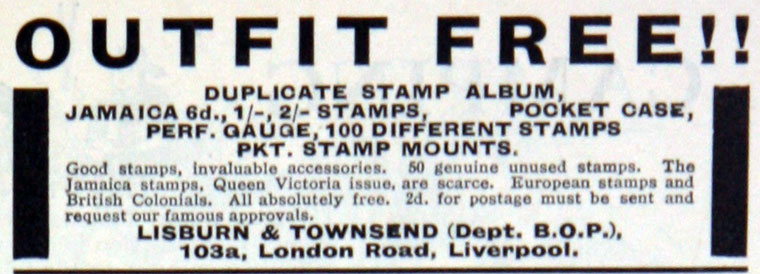 OUTFIT FREE!!
DUPLICATE STAMP ALBUM,
JAMAICA 6d., 1/-, 2/- STAMPS, POCKET CASE,
PERF. GAUGE, 100 DIFFERENT STAMPS
PKT. STAMP MOUNTS.
Good stamps, invaluable accessories. 50 genuine unused stamps. The
Jamaica stamps, Queen Victoria issue, are scarce. European stamps and
British Colonials. All absolutely free. 2d. for postage must be sent and
request our famous approvals.
LISBURN & TOWNSEND (Dept. B.O.P.),
103a, London Road, Liverpool.